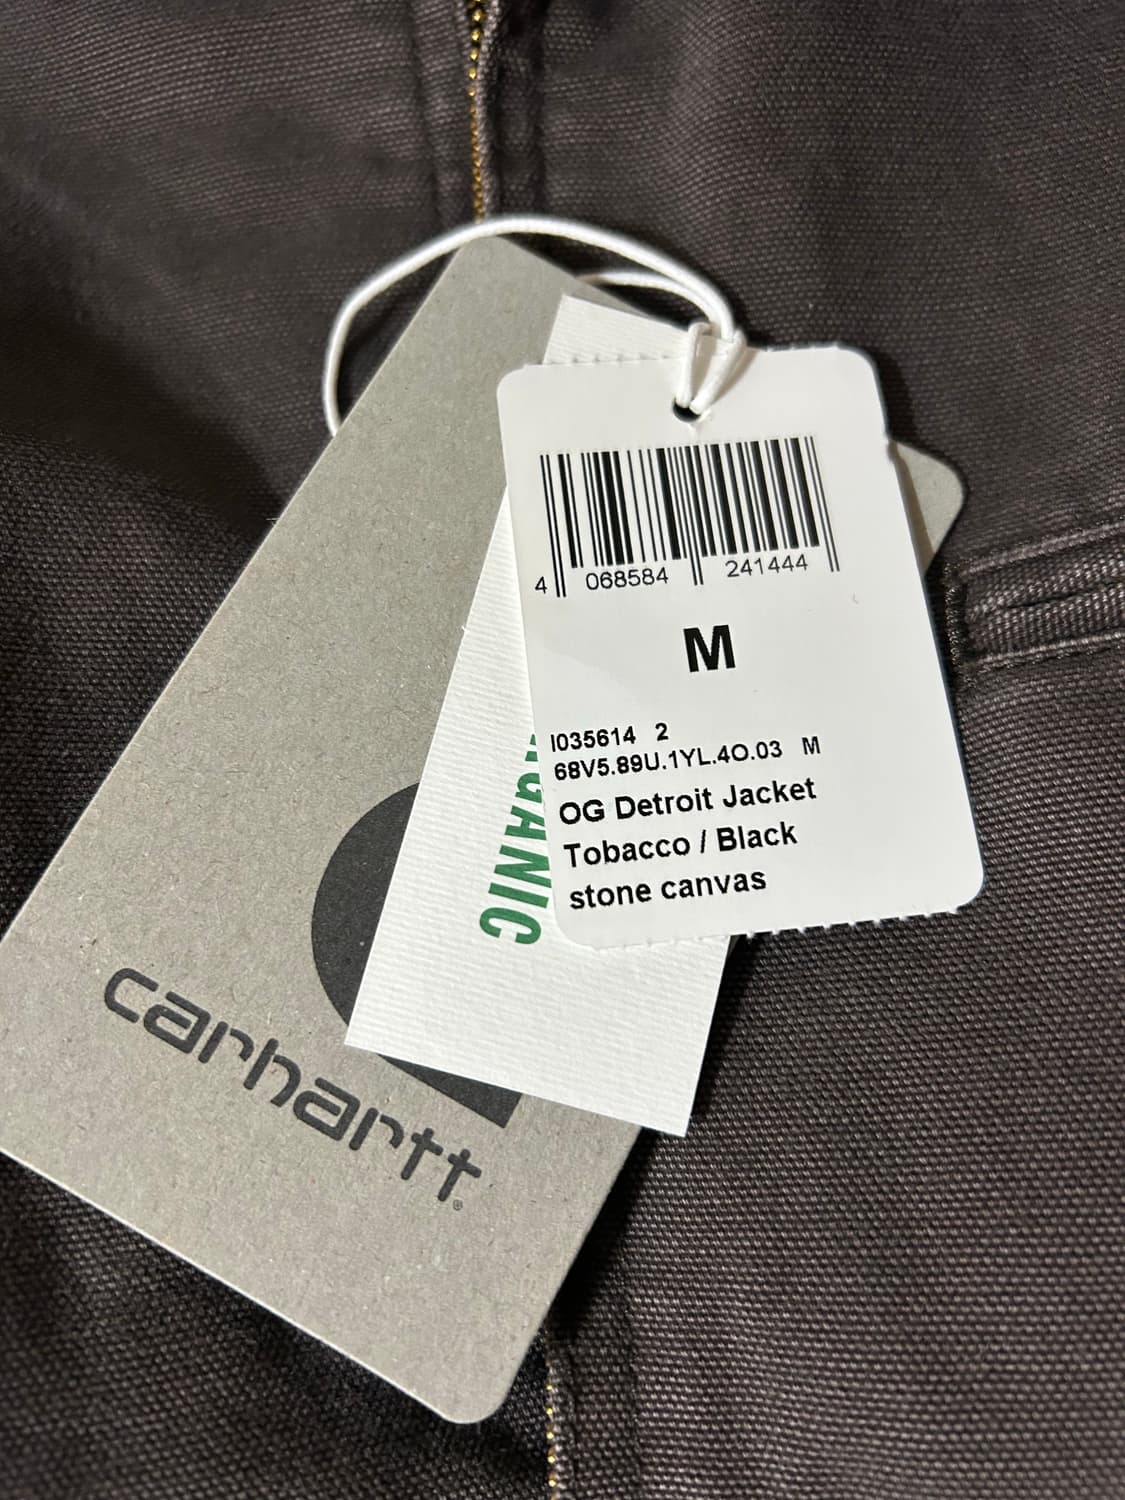 4 068584 241444
M
I035614 2
68V5.89U.1YL.4O.03 M
OG Detroit Jacket
Tobacco / Black
stone canvas
carhartt®